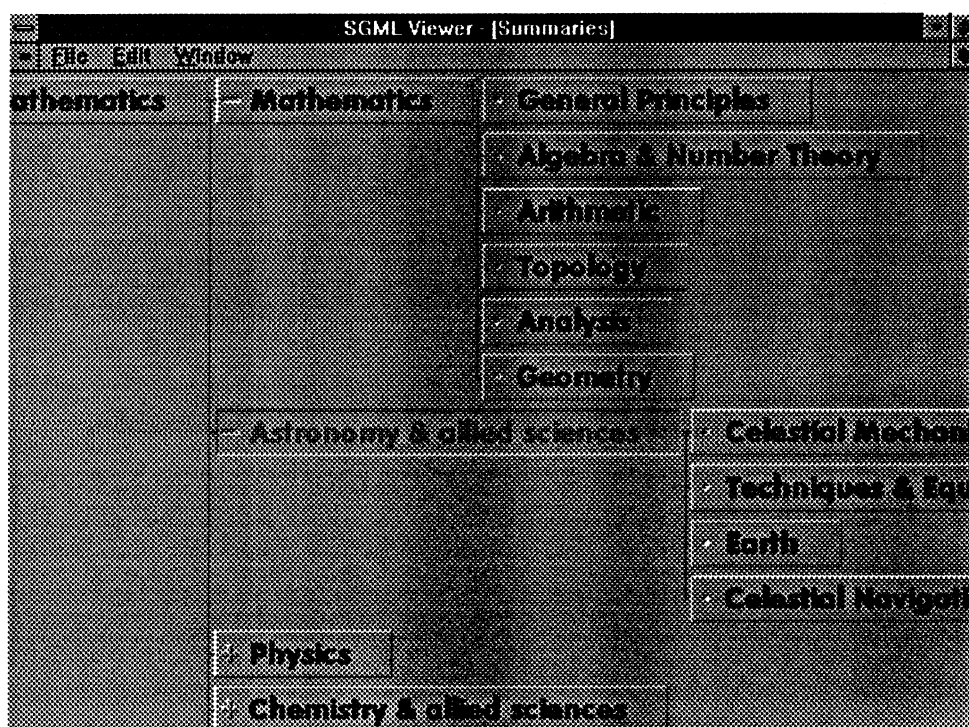 SGML Viewer - [Summaries]
File Edit Window
athematics - Mathematics General Principles
Algebra & Number Theory
Arithmetic
Topology
Analysis
Geometry
- Astronomy & allied sciences - Celestial Mechan
Techniques & Equ
Earth
Celestial Navigati
+ Physics
+ Chemistry & allied sciences